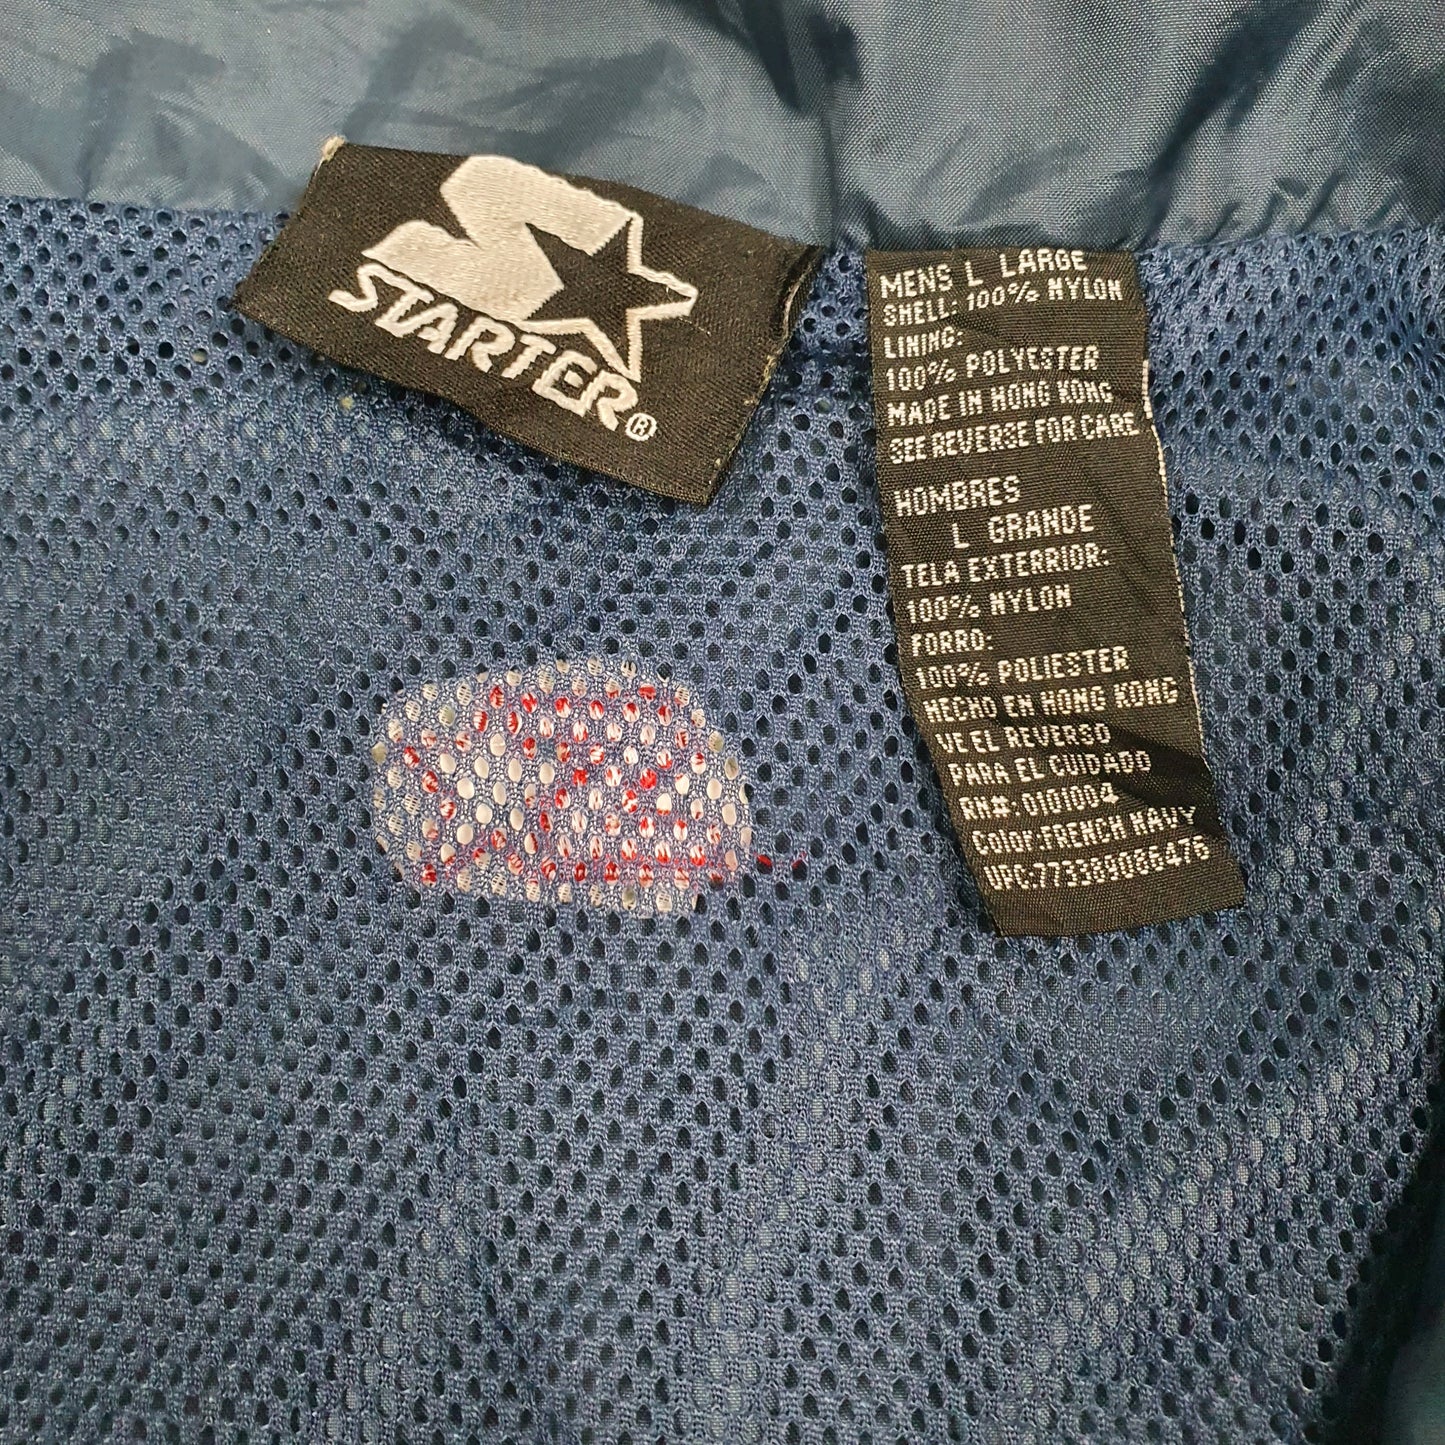 STARTER®
MENS L LARGE
SHELL: 100% NYLON
LINING:
100% POLYESTER
MADE IN HONG KONG
SEE REVERSE FOR CARE
HOMBRES
L GRANDE
TELA EXTERRIOR:
100% NYLON
FORRO:
100% POLIESTER
HECHO EN HONG KONG
VE EL REVERSO
PARA EL CUIDADO
RN#: 0101004
COlOr:FRENCH NAVY
UPC:773389086476